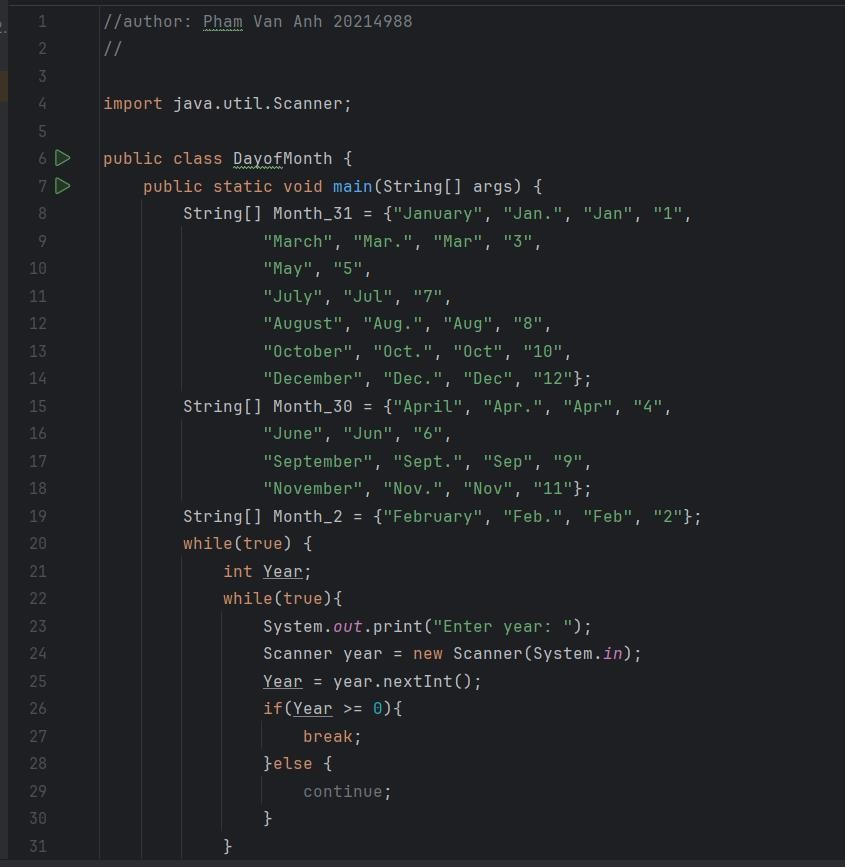 1 //author: Pham Van Anh 20214988
2 //
3
4 import java.util.Scanner;
5
6 public class DayofMonth {
7     public static void main(String[] args) {
8         String[] Month_31 = {"January", "Jan.", "Jan", "1",
9                 "March", "Mar.", "Mar", "3",
10                 "May", "5",
11                 "July", "Jul", "7",
12                 "August", "Aug.", "Aug", "8",
13                 "October", "Oct.", "Oct", "10",
14                 "December", "Dec.", "Dec", "12"};
15         String[] Month_30 = {"April", "Apr.", "Apr", "4",
16                 "June", "Jun", "6",
17                 "September", "Sept.", "Sep", "9",
18                 "November", "Nov.", "Nov", "11"};
19         String[] Month_2 = {"February", "Feb.", "Feb", "2"};
20         while(true) {
21             int Year;
22             while(true){
23                 System.out.print("Enter year: ");
24                 Scanner year = new Scanner(System.in);
25                 Year = year.nextInt();
26                 if(Year >= 0){
27                     break;
28                 }else {
29                     continue;
30                 }
31             }